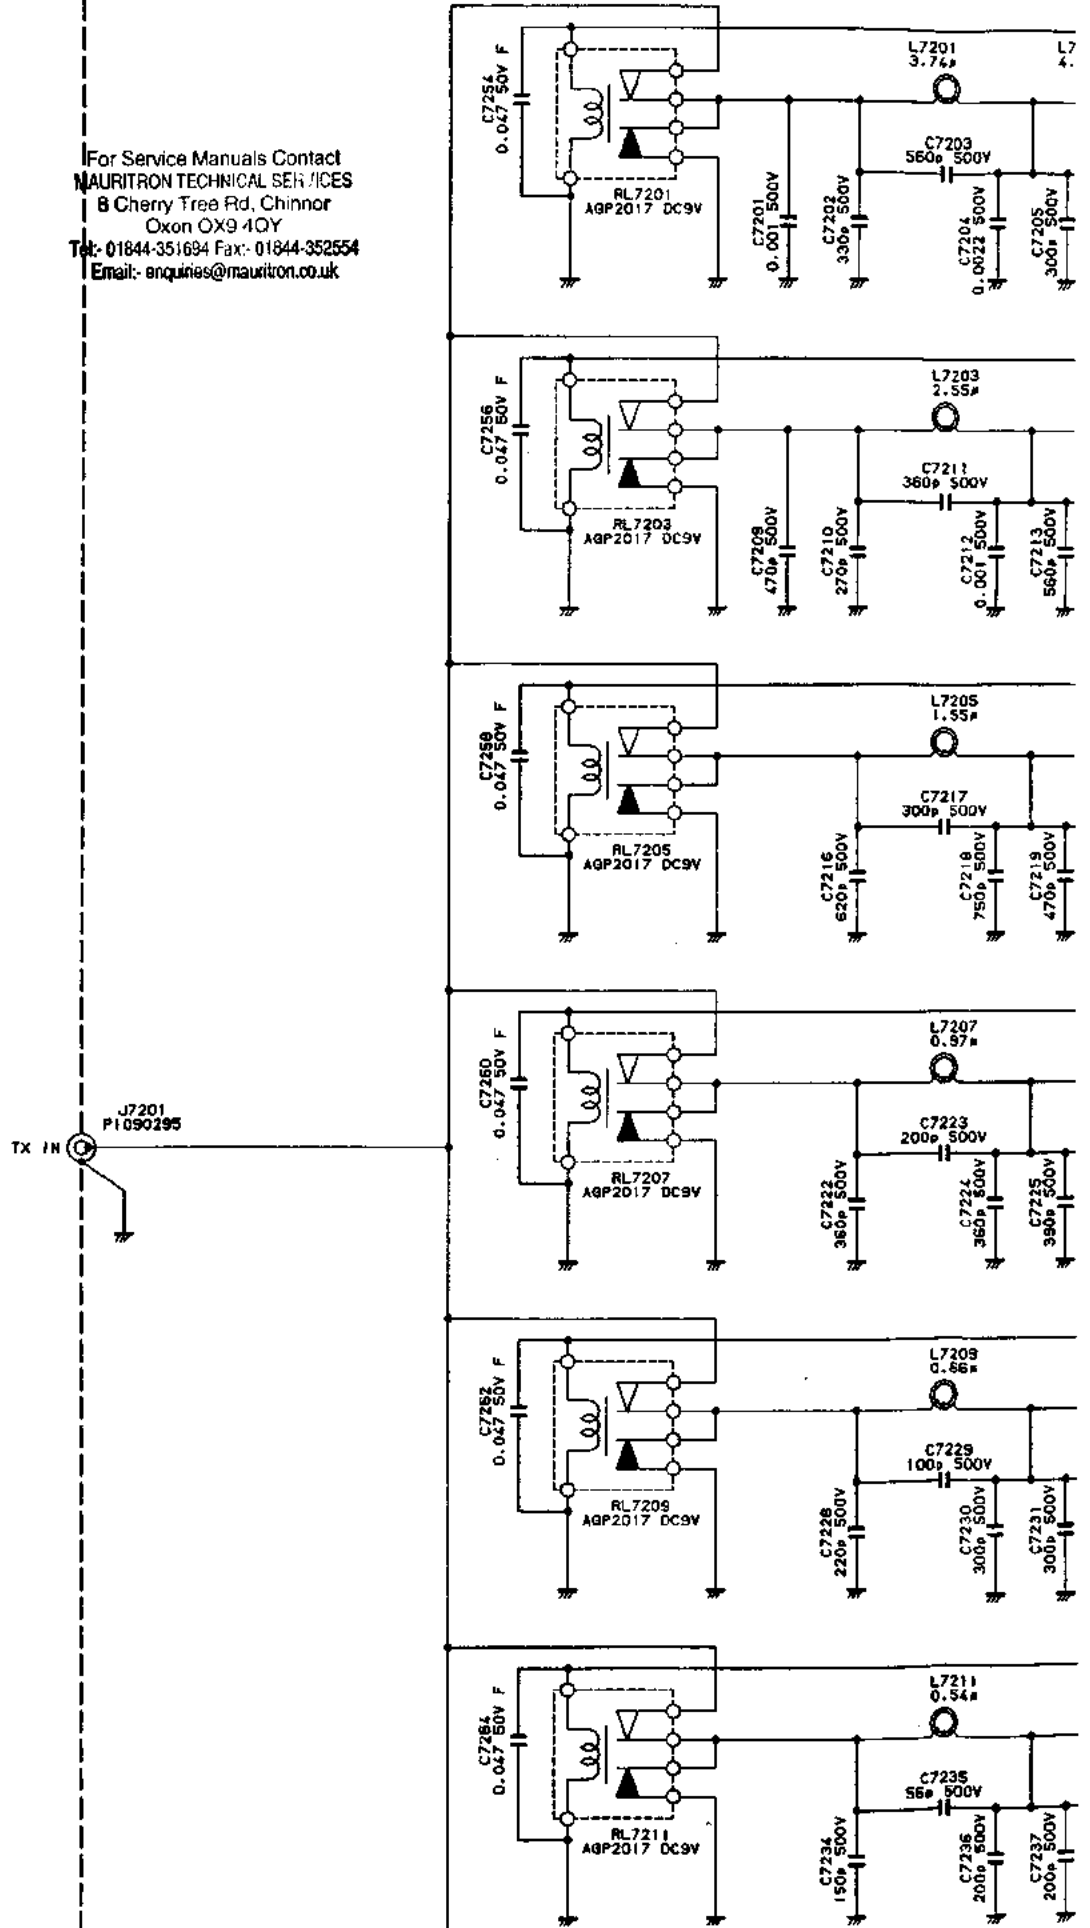 L7201
3.74µ
L7
4.
C7254
0.047 50V F
C7203
560p 500V
RL7201
AGP2017 DC9V
C7201
0.001 500V
C7202
330p 500V
C7204
0.0022 500V
C7205
300p 500V
For Service Manuals Contact
MAURITRON TECHNICAL SERVICES
8 Cherry Tree Rd, Chinnor
Oxon OX9 4QY
Tel:- 01844-351694 Fax:- 01844-352554
Email:- enquiries@mauritron.co.uk
L7203
2.55µ
C7256
0.047 50V F
C7211
360p 500V
RL7203
AGP2017 DC9V
C7209
470p 500V
C7210
270p 500V
C7212
0.001 500V
C7213
560p 500V
L7205
1.55µ
C7258
0.047 50V F
C7217
300p 500V
RL7205
AGP2017 DC9V
C7216
620p 500V
C7218
750p 500V
C7219
470p 500V
L7207
0.97µ
C7260
0.047 50V F
C7223
200p 500V
RL7207
AGP2017 DC9V
C7222
360p 500V
C7224
360p 500V
C7225
390p 500V
J7201
P1090295
TX IN
L7209
0.66µ
C7262
0.047 50V F
C7229
100p 500V
RL7209
AGP2017 DC9V
C7228
220p 500V
C7230
300p 500V
C7231
300p 500V
L7211
0.54µ
C7264
0.047 50V F
C7235
56p 500V
RL7211
AGP2017 DC9V
C7234
150p 500V
C7236
200p 500V
C7237
200p 500V